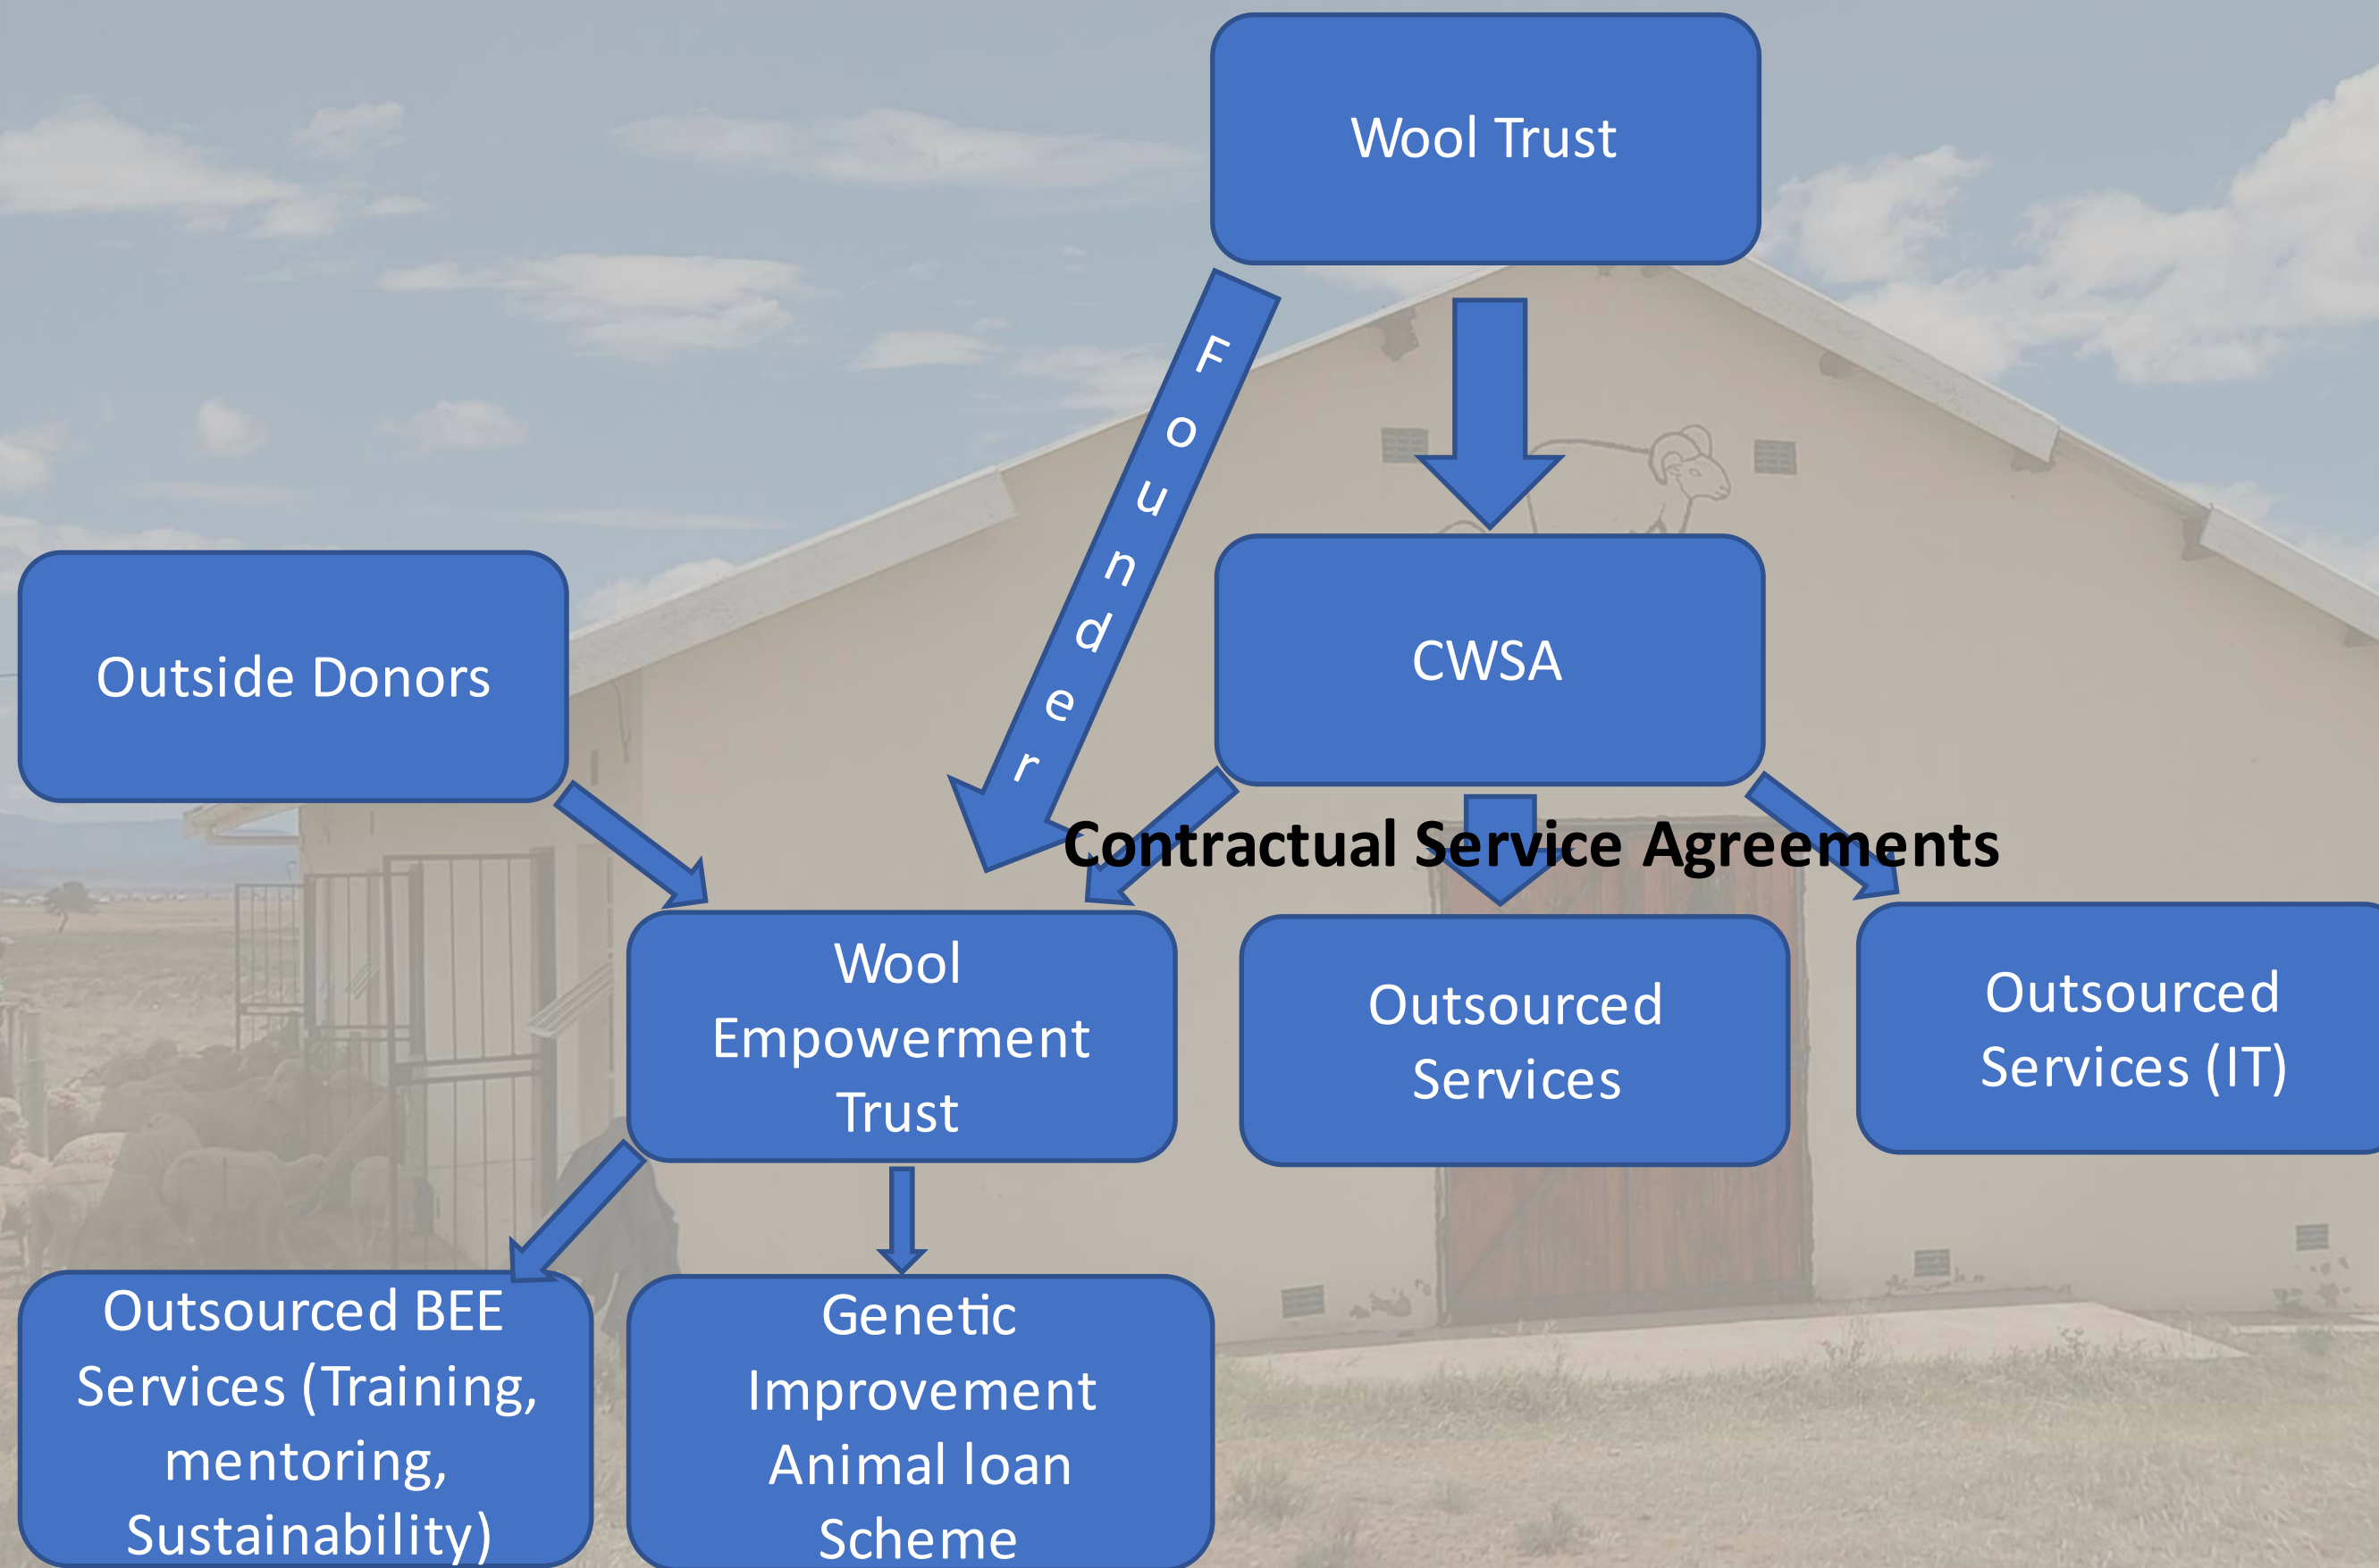 Wool Trust
Founder
Outside Donors
CWSA
Contractual Service Agreements
Wool
Empowerment
Trust
Outsourced
Services
Outsourced
Services (IT)
Outsourced BEE
Services (Training,
mentoring,
Sustainability)
Genetic
Improvement
Animal loan
Scheme